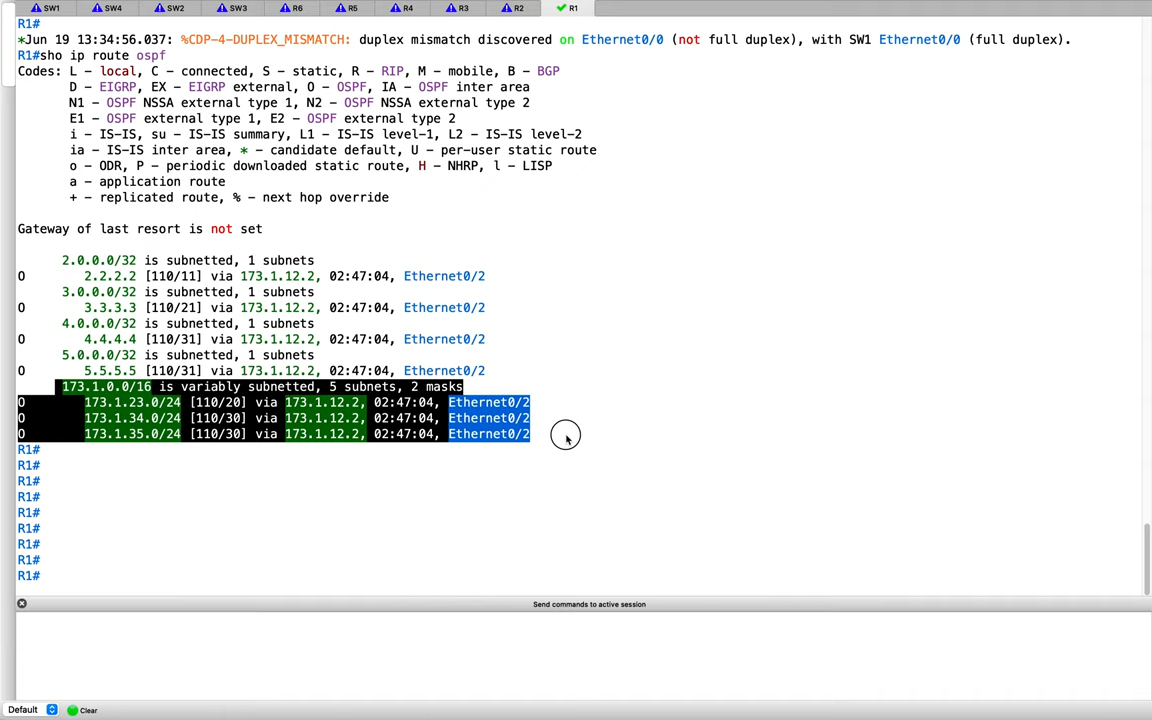 SW1 SW4 SW2 SW3 R6 R5 R4 R3 R2 R1
R1#
*Jun 19 13:34:56.037: %CDP-4-DUPLEX_MISMATCH: duplex mismatch discovered on Ethernet0/0 (not full duplex), with SW1 Ethernet0/0 (full duplex).
R1#sho ip route ospf
Codes: L - local, C - connected, S - static, R - RIP, M - mobile, B - BGP
D - EIGRP, EX - EIGRP external, O - OSPF, IA - OSPF inter area
N1 - OSPF NSSA external type 1, N2 - OSPF NSSA external type 2
E1 - OSPF external type 1, E2 - OSPF external type 2
i - IS-IS, su - IS-IS summary, L1 - IS-IS level-1, L2 - IS-IS level-2
ia - IS-IS inter area, * - candidate default, U - per-user static route
o - ODR, P - periodic downloaded static route, H - NHRP, l - LISP
a - application route
+ - replicated route, % - next hop override
Gateway of last resort is not set
2.0.0.0/32 is subnetted, 1 subnets
O 2.2.2.2 [110/11] via 173.1.12.2, 02:47:04, Ethernet0/2
3.0.0.0/32 is subnetted, 1 subnets
O 3.3.3.3 [110/21] via 173.1.12.2, 02:47:04, Ethernet0/2
4.0.0.0/32 is subnetted, 1 subnets
O 4.4.4.4 [110/31] via 173.1.12.2, 02:47:04, Ethernet0/2
5.0.0.0/32 is subnetted, 1 subnets
O 5.5.5.5 [110/31] via 173.1.12.2, 02:47:04, Ethernet0/2
173.1.0.0/16 is variably subnetted, 5 subnets, 2 masks
O 173.1.23.0/24 [110/20] via 173.1.12.2, 02:47:04, Ethernet0/2
O 173.1.34.0/24 [110/30] via 173.1.12.2, 02:47:04, Ethernet0/2
O 173.1.35.0/24 [110/30] via 173.1.12.2, 02:47:04, Ethernet0/2
R1#
R1#
R1#
R1#
R1#
R1#
R1#
R1#
R1#
Send commands to active session
Default Clear